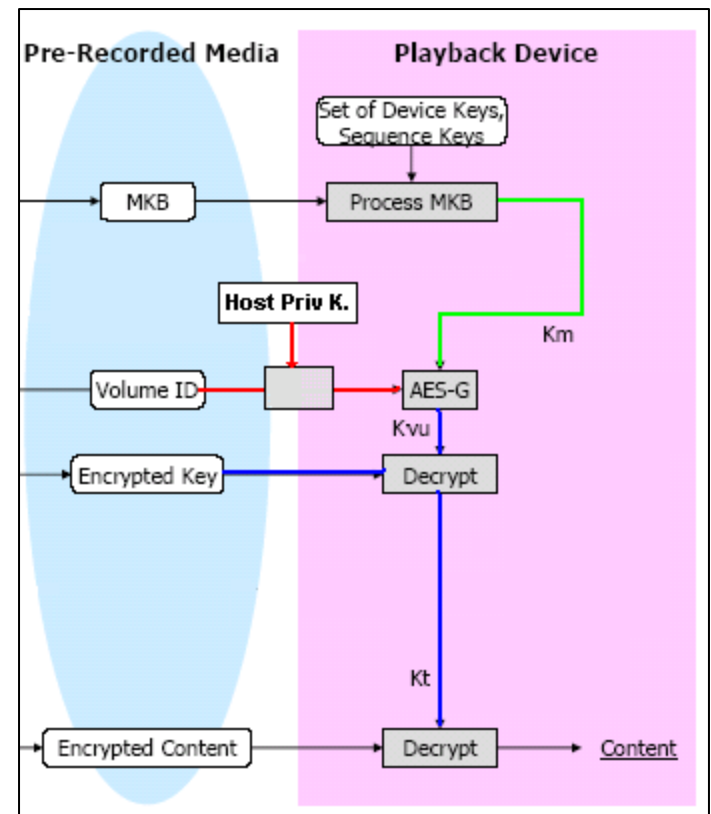 Pre-Recorded Media
Playback Device
Set of Device Keys,
Sequence Keys
MKB
Process MKB
Host Priv K.
Km
Volume ID
AES-G
Kvu
Encrypted Key
Decrypt
Kt
Encrypted Content
Decrypt
Content